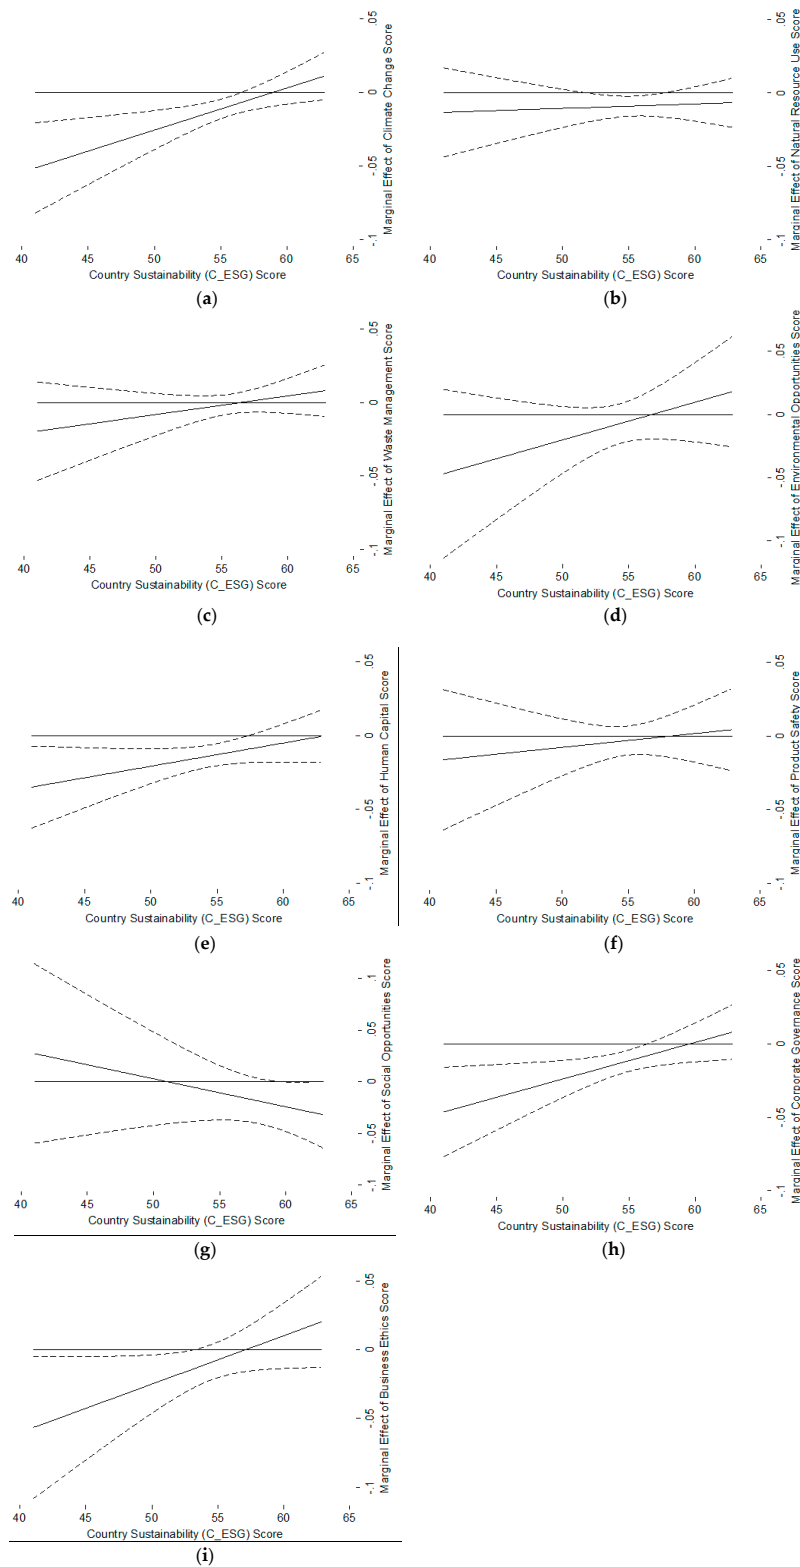 .05
0
-.05
-.1
Marginal Effect of Climate Change Score
40 45 50 55 60 65
Country Sustainability (C_ESG) Score
(a)
.05
0
-.05
-.1
Marginal Effect of Natural Resource Use Score
40 45 50 55 60 65
Country Sustainability (C_ESG) Score
(b)
.05
0
-.05
-.1
Marginal Effect of Waste Management Score
40 45 50 55 60 65
Country Sustainability (C_ESG) Score
(c)
.05
0
-.05
-.1
Marginal Effect of Environmental Opportunities Score
40 45 50 55 60 65
Country Sustainability (C_ESG) Score
(d)
.05
0
-.05
-.1
Marginal Effect of Human Capital Score
40 45 50 55 60 65
Country Sustainability (C_ESG) Score
(e)
.05
0
-.05
-.1
Marginal Effect of Product Safety Score
40 45 50 55 60 65
Country Sustainability (C_ESG) Score
(f)
.1
.05
0
-.05
-.1
Marginal Effect of Social Opportunities Score
40 45 50 55 60 65
Country Sustainability (C_ESG) Score
(g)
.05
0
-.05
-.1
Marginal Effect of Corporate Governance Score
40 45 50 55 60 65
Country Sustainability (C_ESG) Score
(h)
.05
0
-.05
-.1
Marginal Effect of Business Ethics Score
40 45 50 55 60 65
Country Sustainability (C_ESG) Score
(i)